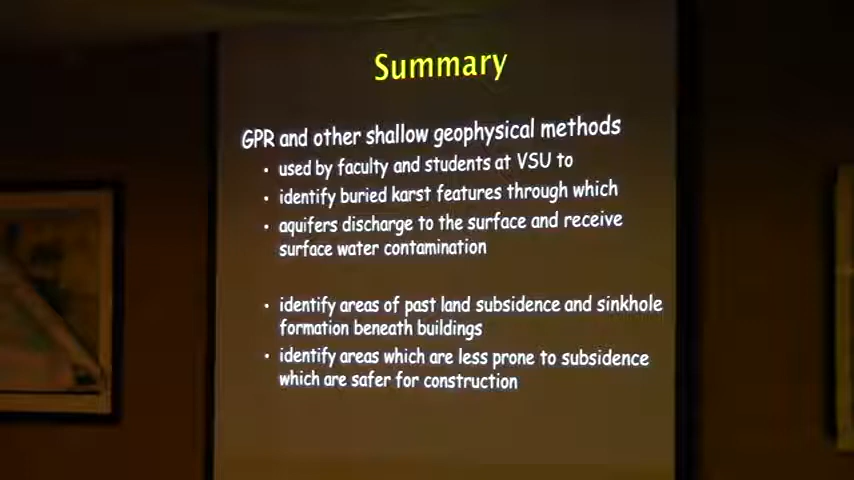 Summary
GPR and other shallow geophysical methods
• used by faculty and students at VSU to
• identify buried karst features through which
• aquifers discharge to the surface and receive
surface water contamination
• identify areas of past land subsidence and sinkhole
formation beneath buildings
• identify areas which are less prone to subsidence
which are safer for construction